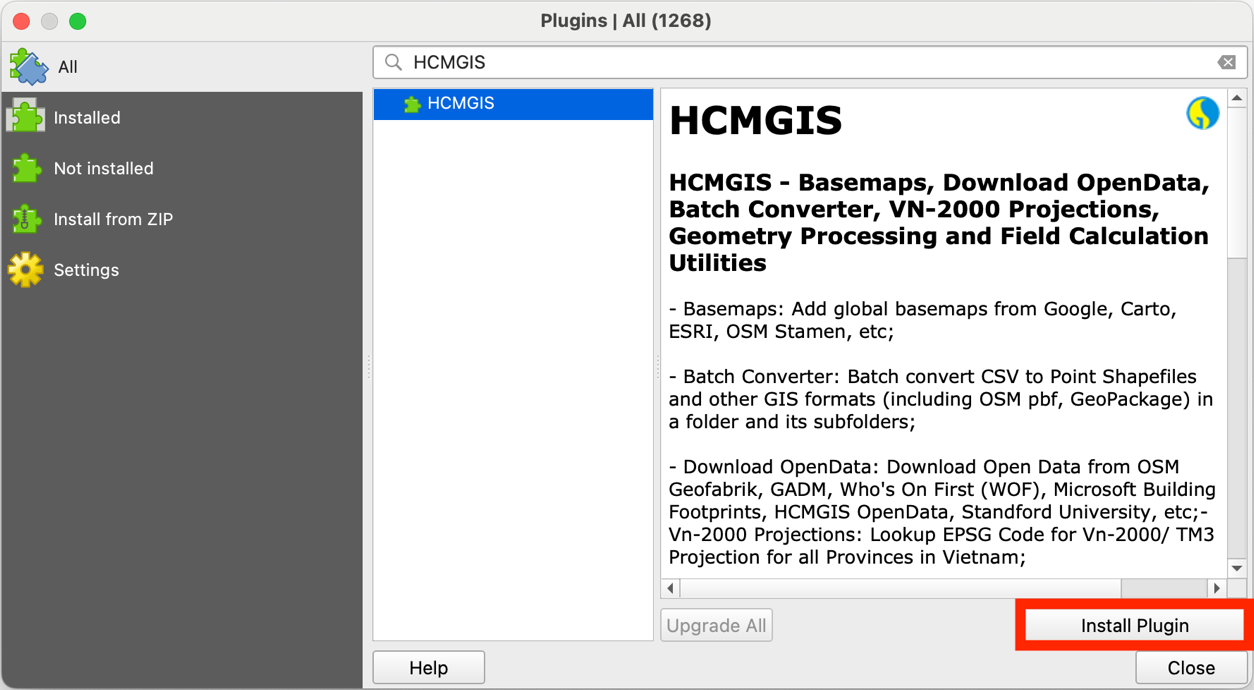 Plugins | All (1268)
All
Installed
Not installed
Install from ZIP
Settings
HCMGIS
HCMGIS
HCMGIS
HCMGIS - Basemaps, Download OpenData,
Batch Converter, VN-2000 Projections,
Geometry Processing and Field Calculation
Utilities
- Basemaps: Add global basemaps from Google, Carto,
ESRI, OSM Stamen, etc;
- Batch Converter: Batch convert CSV to Point Shapefiles
and other GIS formats (including OSM pbf, GeoPackage) in
a folder and its subfolders;
- Download OpenData: Download Open Data from OSM
Geofabrik, GADM, Who's On First (WOF), Microsoft Building
Footprints, HCMGIS OpenData, Standford University, etc;-
Vn-2000 Projections: Lookup EPSG Code for Vn-2000/ TM3
Projection for all Provinces in Vietnam;
Upgrade All
Install Plugin
Help
Close